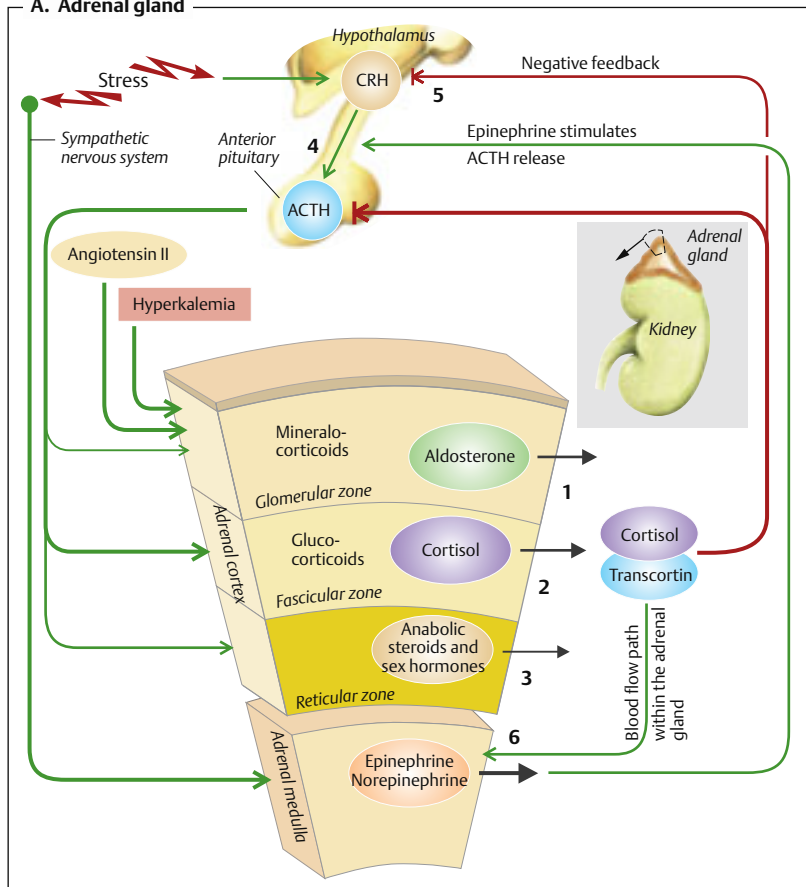 A. Adrenal gland
Hypothalamus
Stress
CRH
Negative feedback
5
Sympathetic
nervous system
Anterior
pituitary
4
Epinephrine stimulates
ACTH release
ACTH
Angiotensin II
Hyperkalemia
Adrenal
gland
Kidney
Mineralo-
corticoids
Aldosterone
Glomerular zone
1
Adrenal cortex
Gluco-
corticoids
Cortisol
Fascicular zone
2
Cortisol
Transcortin
Anabolic
steroids and
sex hormones
Reticular zone
3
Blood flow path
within the adrenal
gland
6
Adrenal medulla
Epinephrine
Norepinephrine